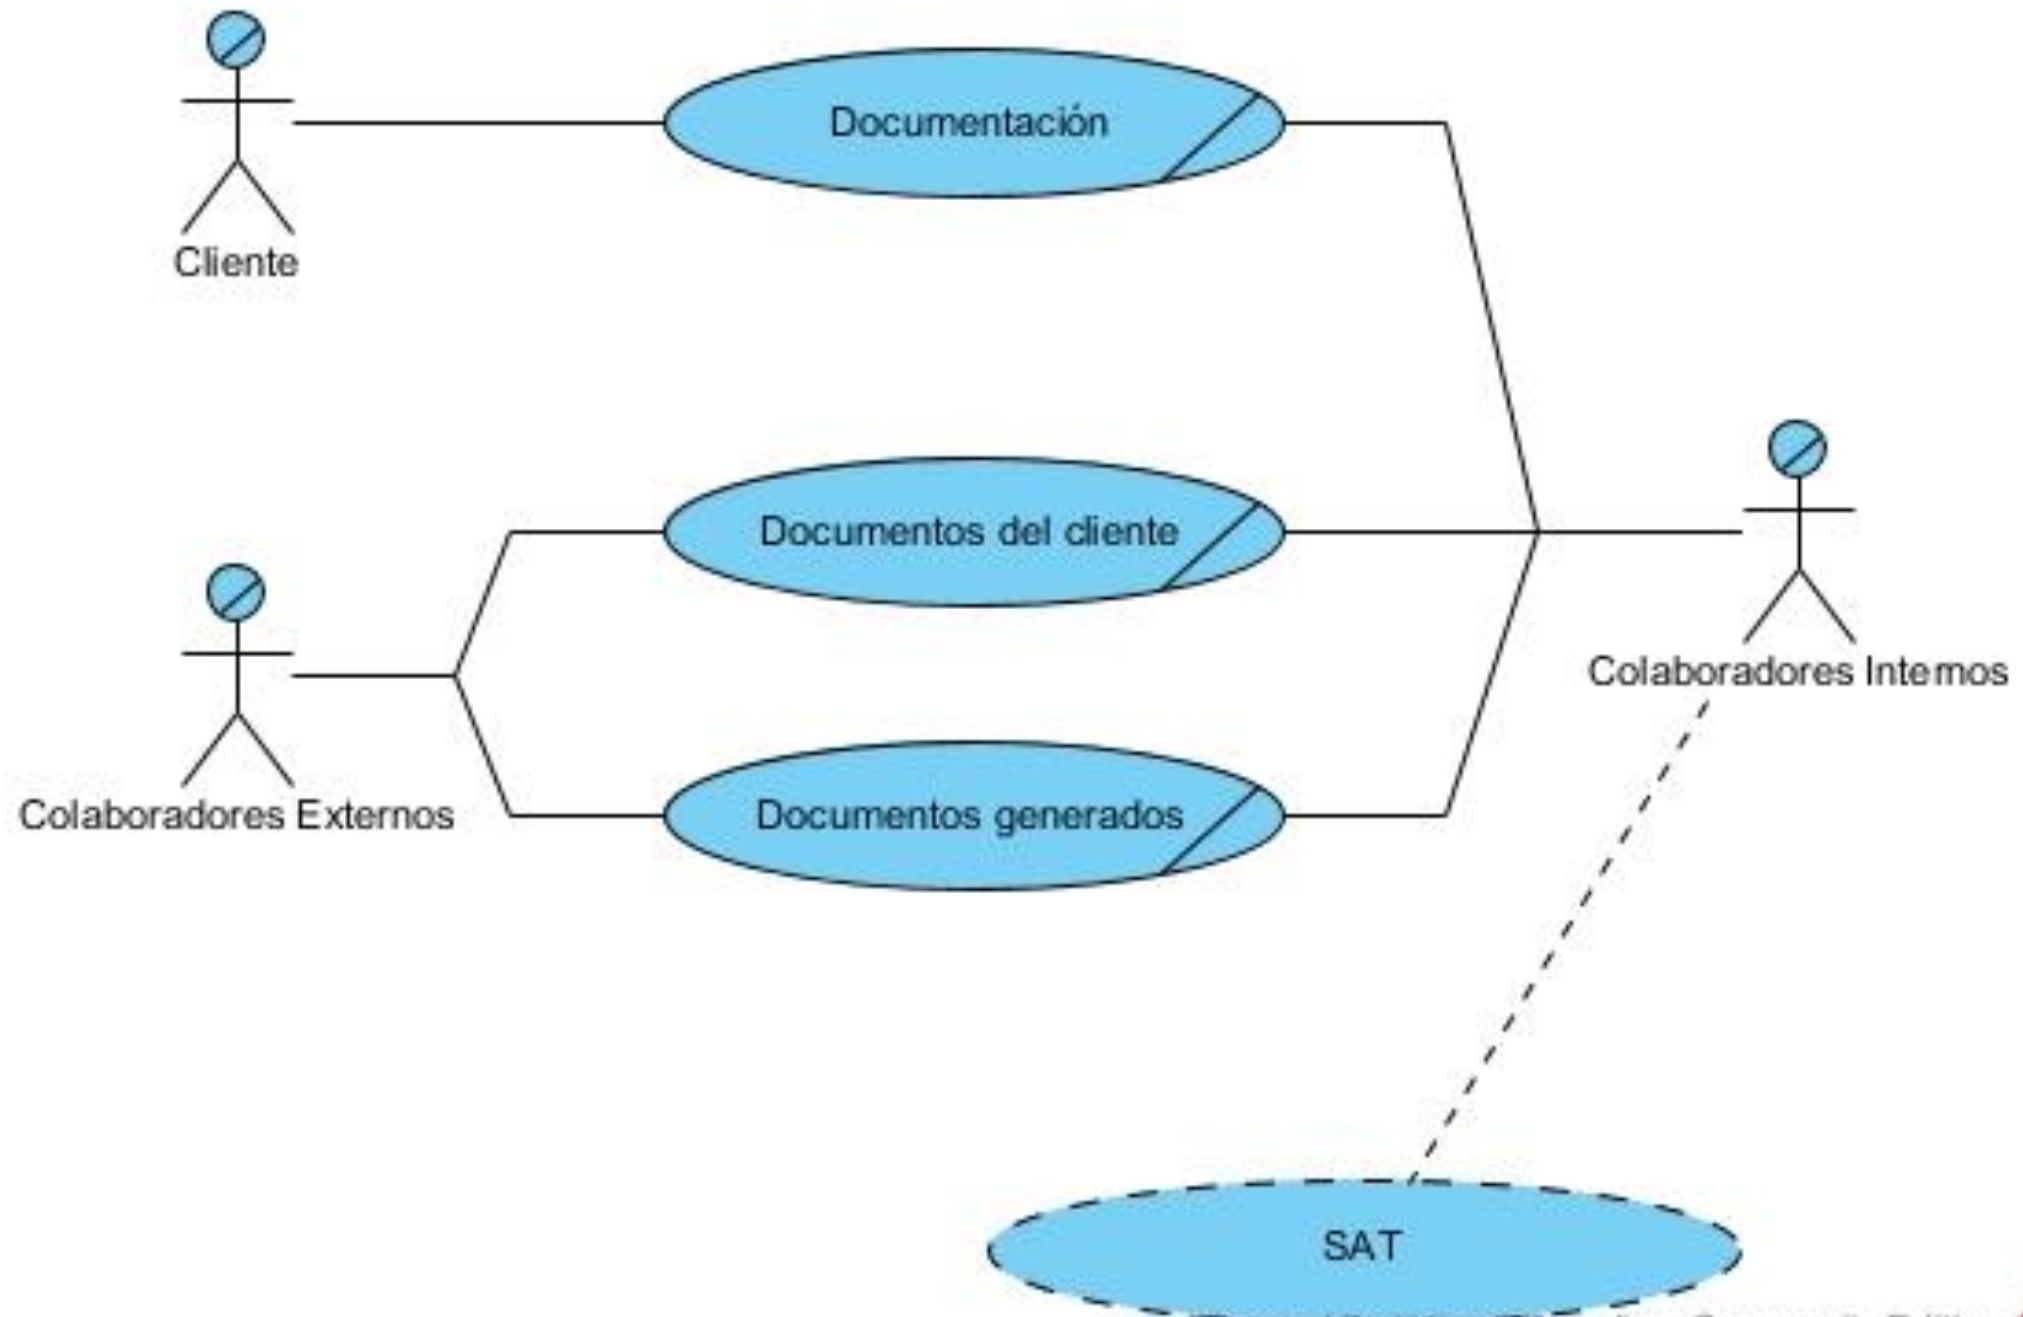 Documentación
Cliente
Documentos del cliente
Colaboradores Internos
Documentos generados
Colaboradores Externos
SAT